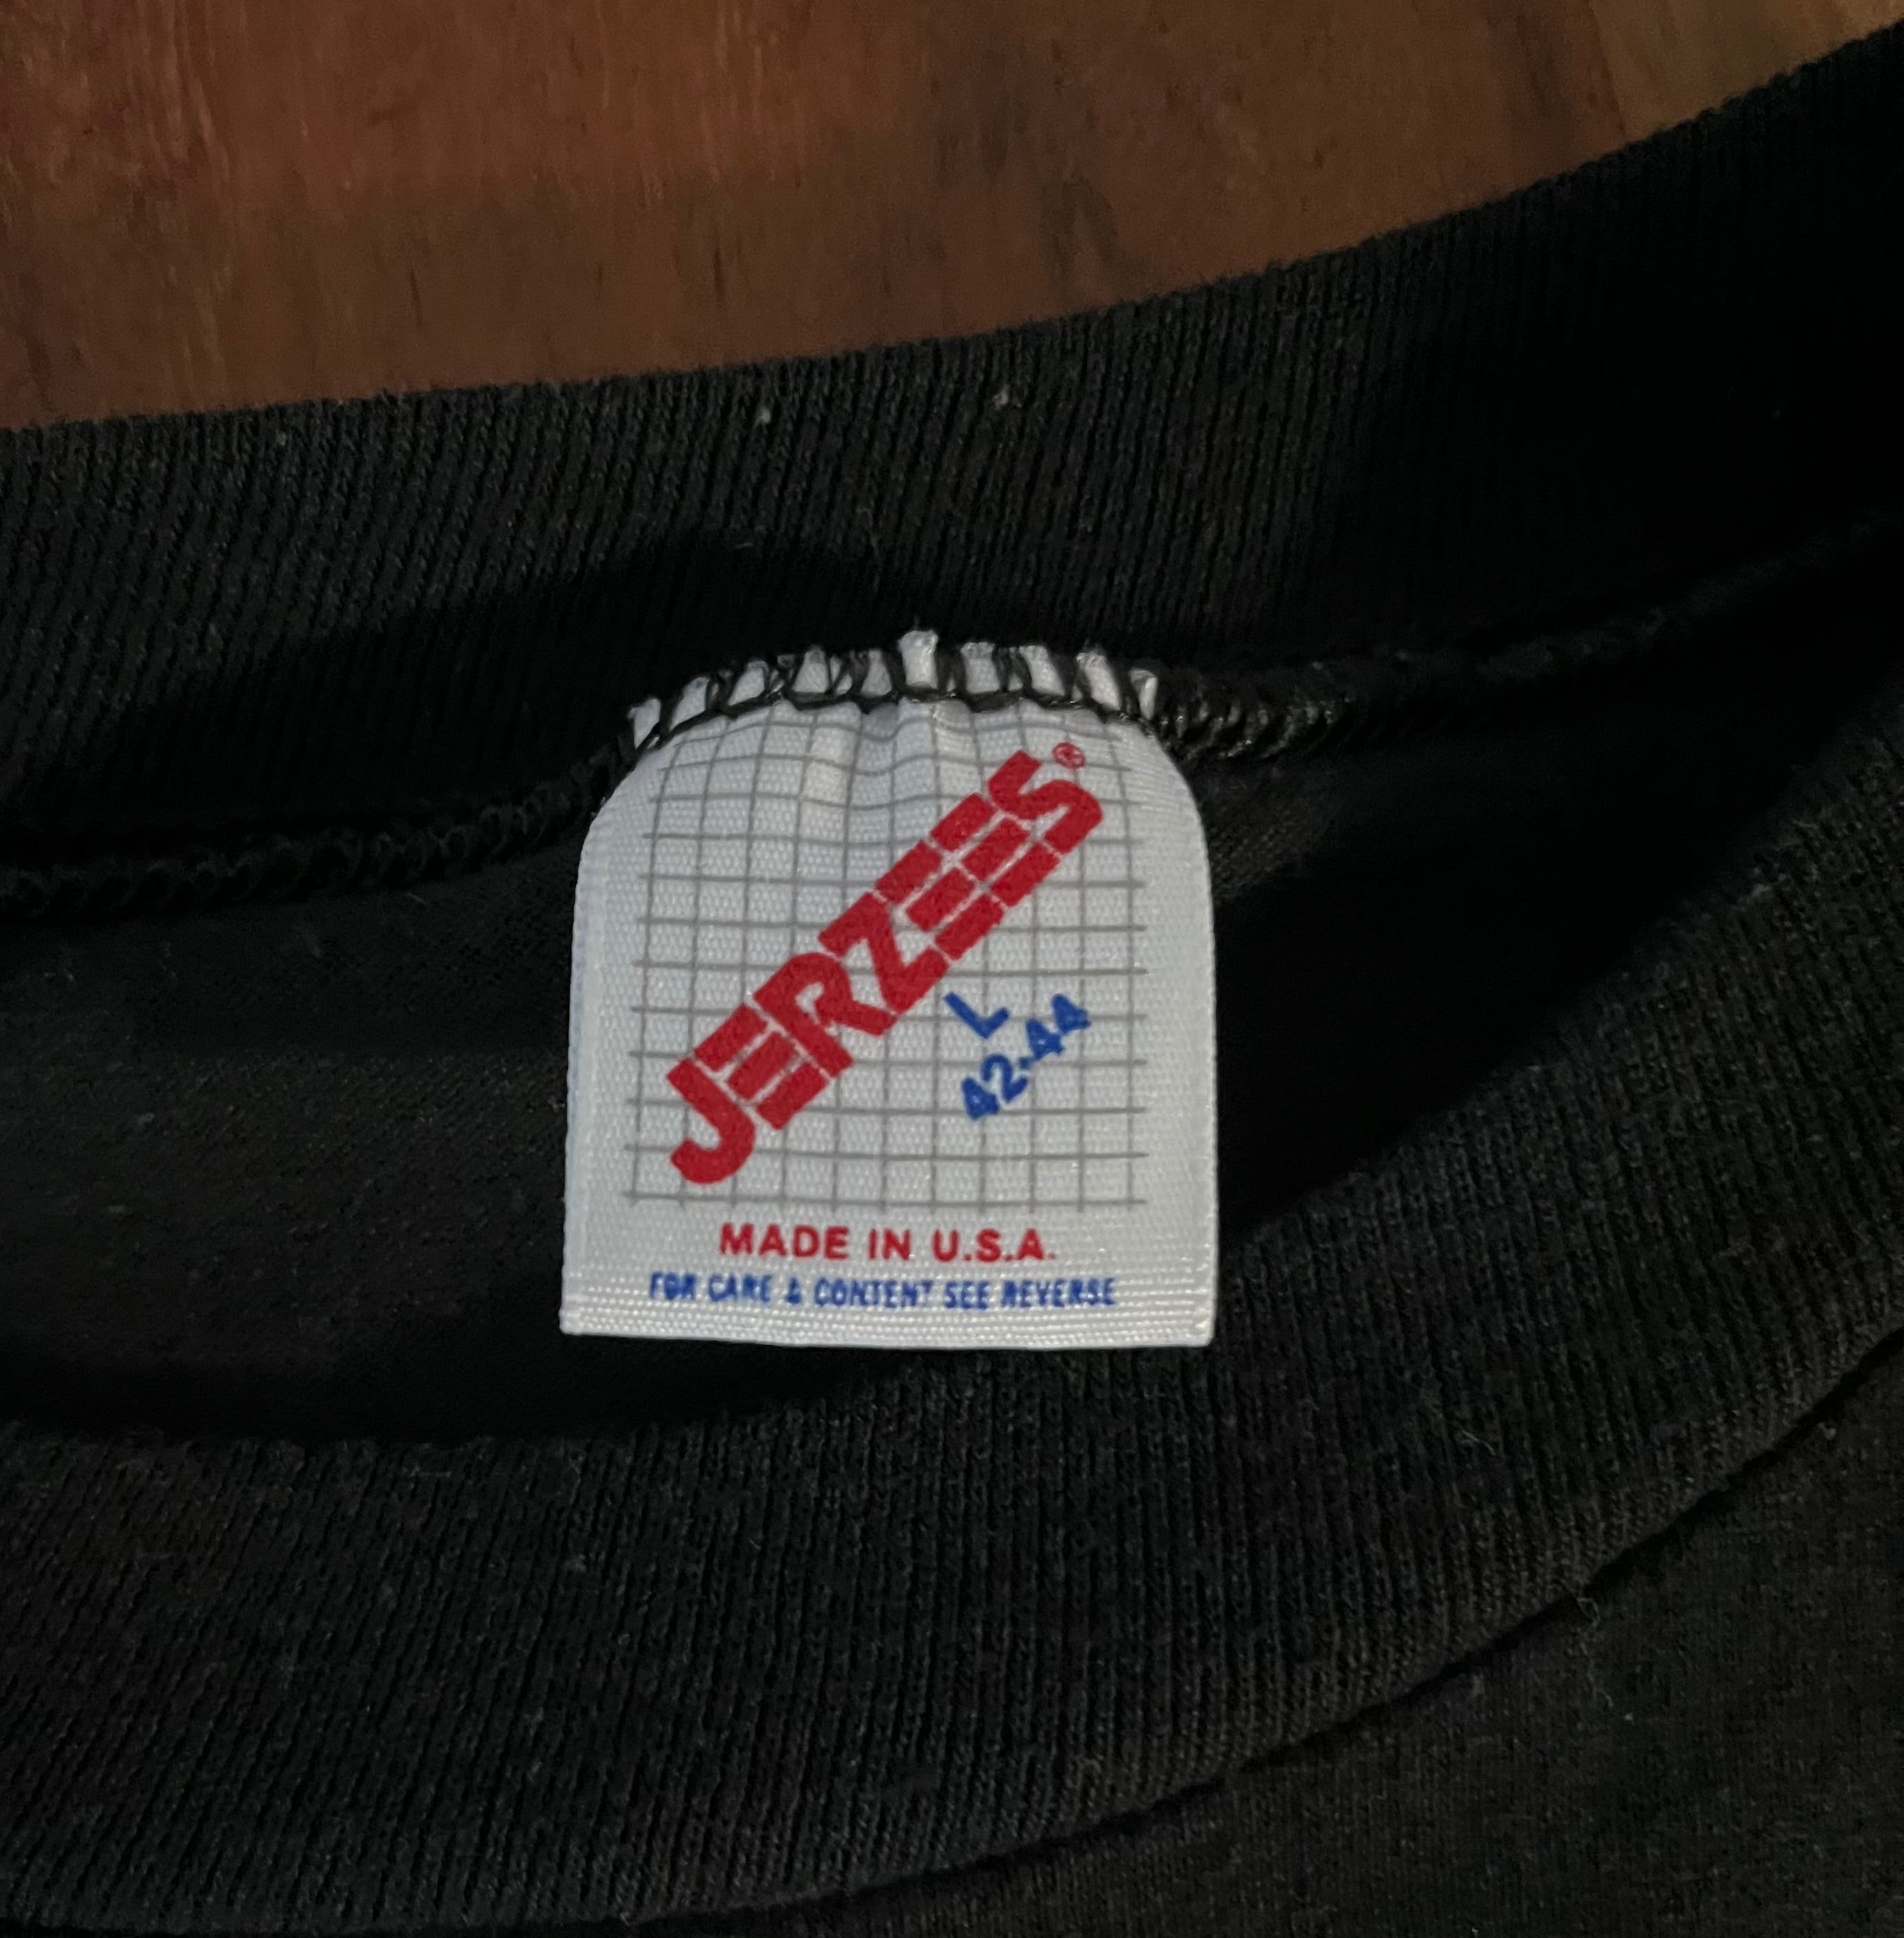 JERZEES®
L
42-44
MADE IN U.S.A.
FOR CARE & CONTENT SEE REVERSE